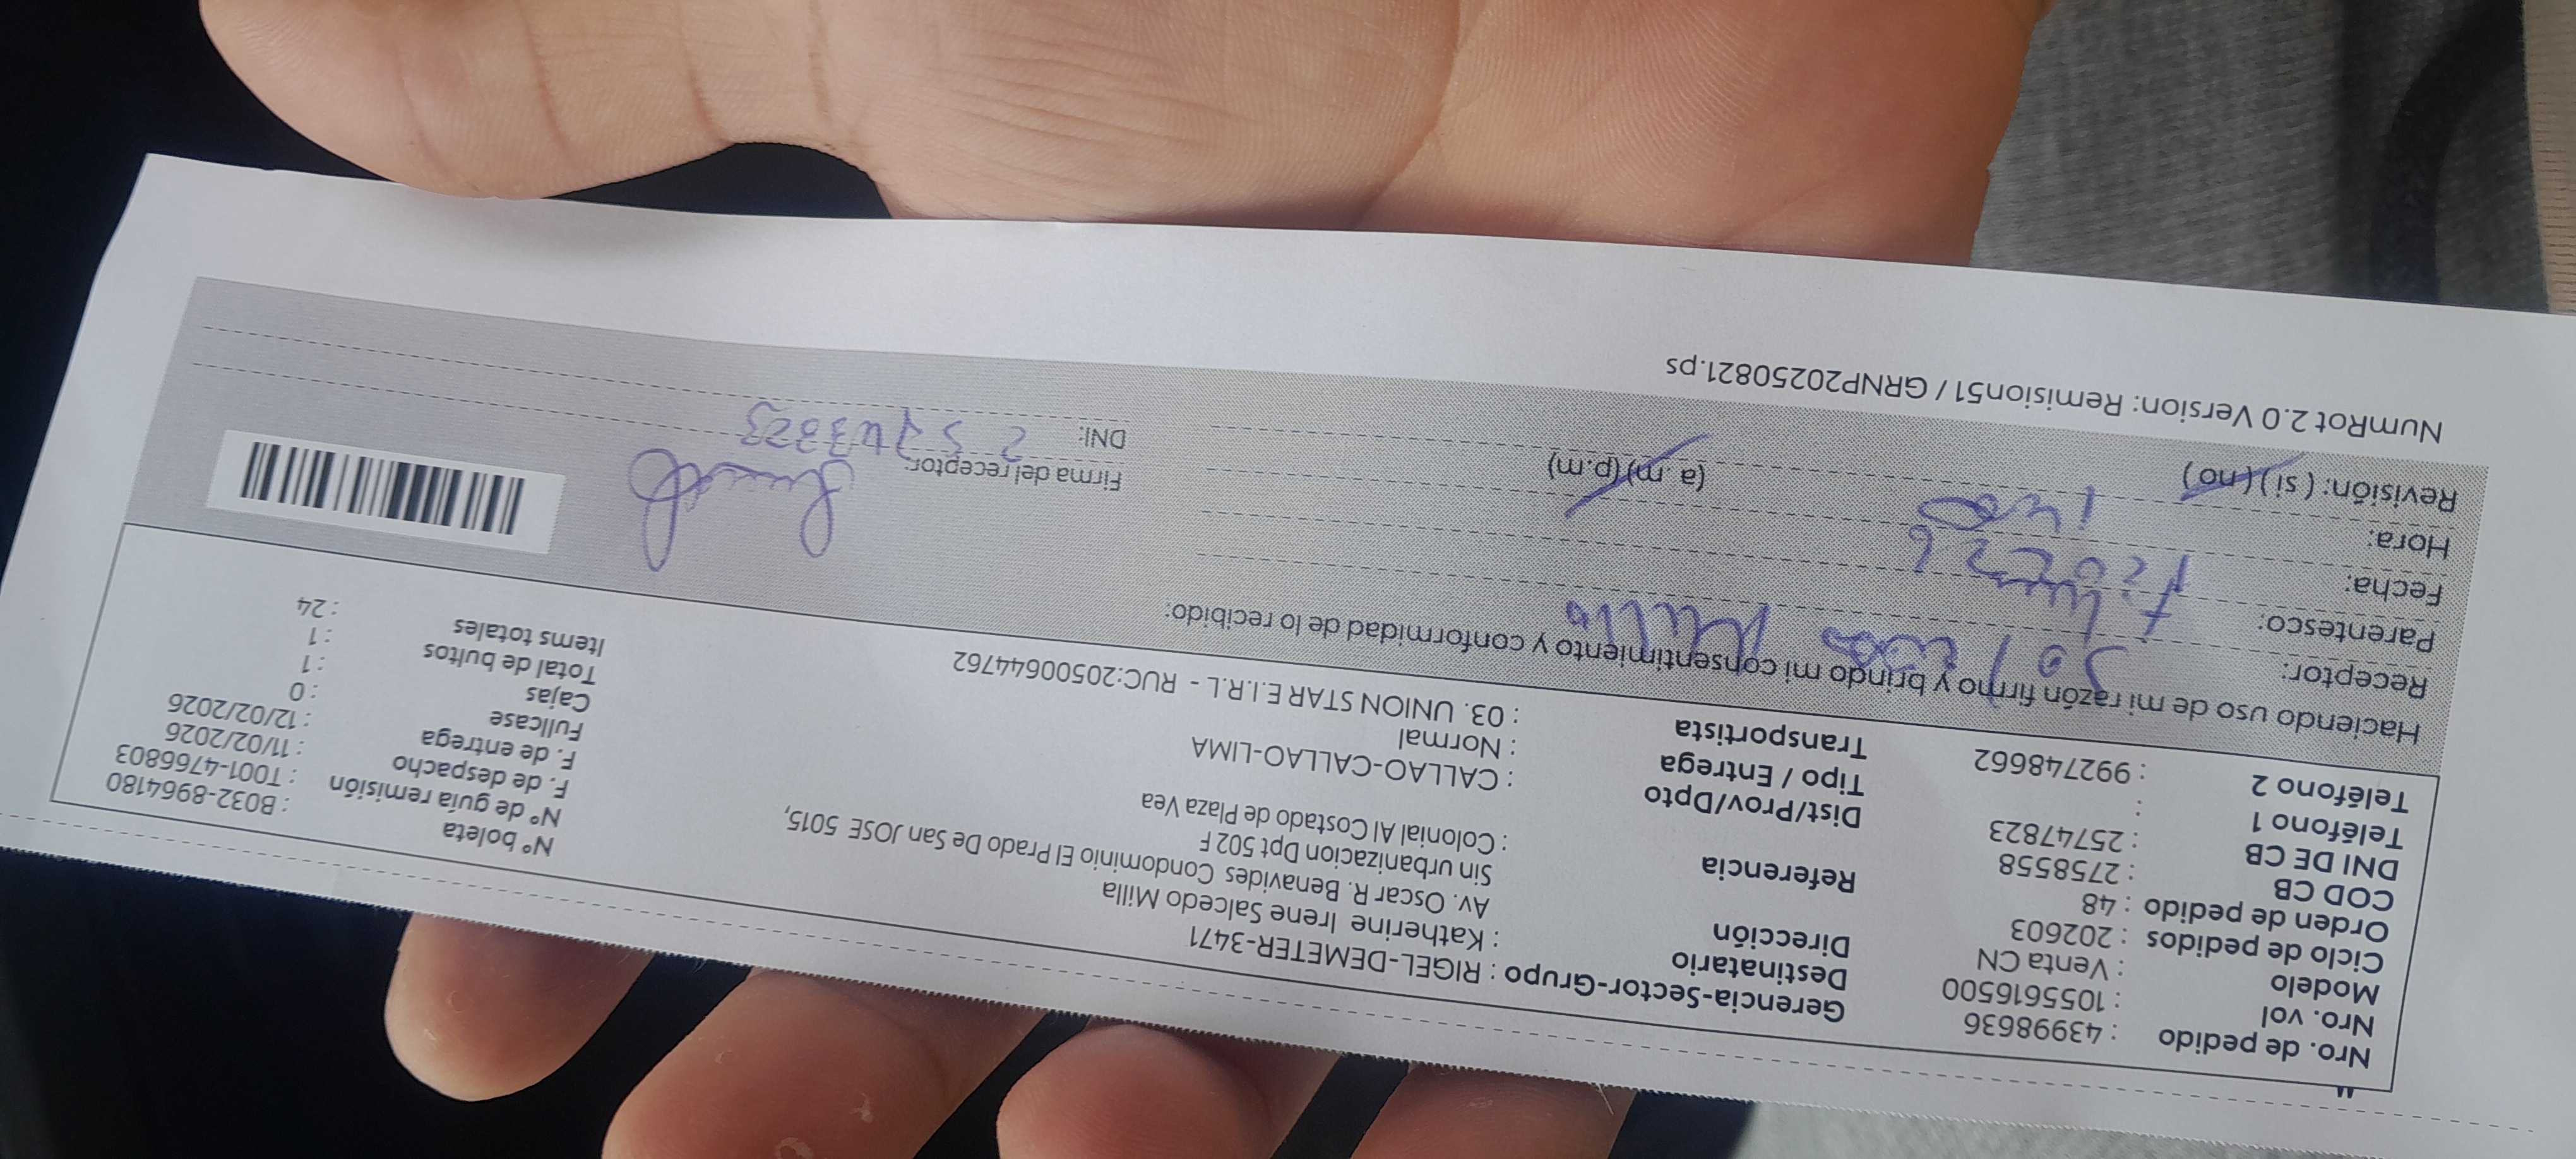 Nro. de pedido : 43998636
Nro. vol : 1055616500
Modelo : Venta CN
Ciclo de pedidos : 202603
Orden de pedido : 48
COD CB : 2758558
DNI DE CB : 25747823
Teléfono 1 :
Teléfono 2 : 992748662
Gerencia-Sector-Grupo : RIGEL-DEMETER-3471
Destinatario : Katherine Irene Salcedo Milla
Dirección Av. Oscar R. Benavides Condominio El Prado De San JOSE 5015,
Sin urbanizacion Dpt 502 F
Referencia : Colonial Al Costado de Plaza Vea
Dist/Prov/Dpto : CALLAO-CALLAO-LIMA
Tipo / Entrega : Normal
Transportista : 03. UNION STAR E.I.R.L - RUC:20500644762
N° boleta : B032-8964180
N° de guía remisión : T001-4766803
F. de despacho : 11/02/2026
F. de entrega : 12/02/2026
Fullcase : 0
Cajas : 1
Total de bultos : 1
Items totales : 24
Haciendo uso de mi razón firmo y brindo mi consentimiento y conformidad de lo recibido:
Receptor:
Parentesco:
Fecha:
Hora: (a. m) (p.m)
Revisión: ( si ) ( no )
Firma del receptor:
DNI:
NumRot 2.0 Version: Remision51 / GRNP20250821.ps